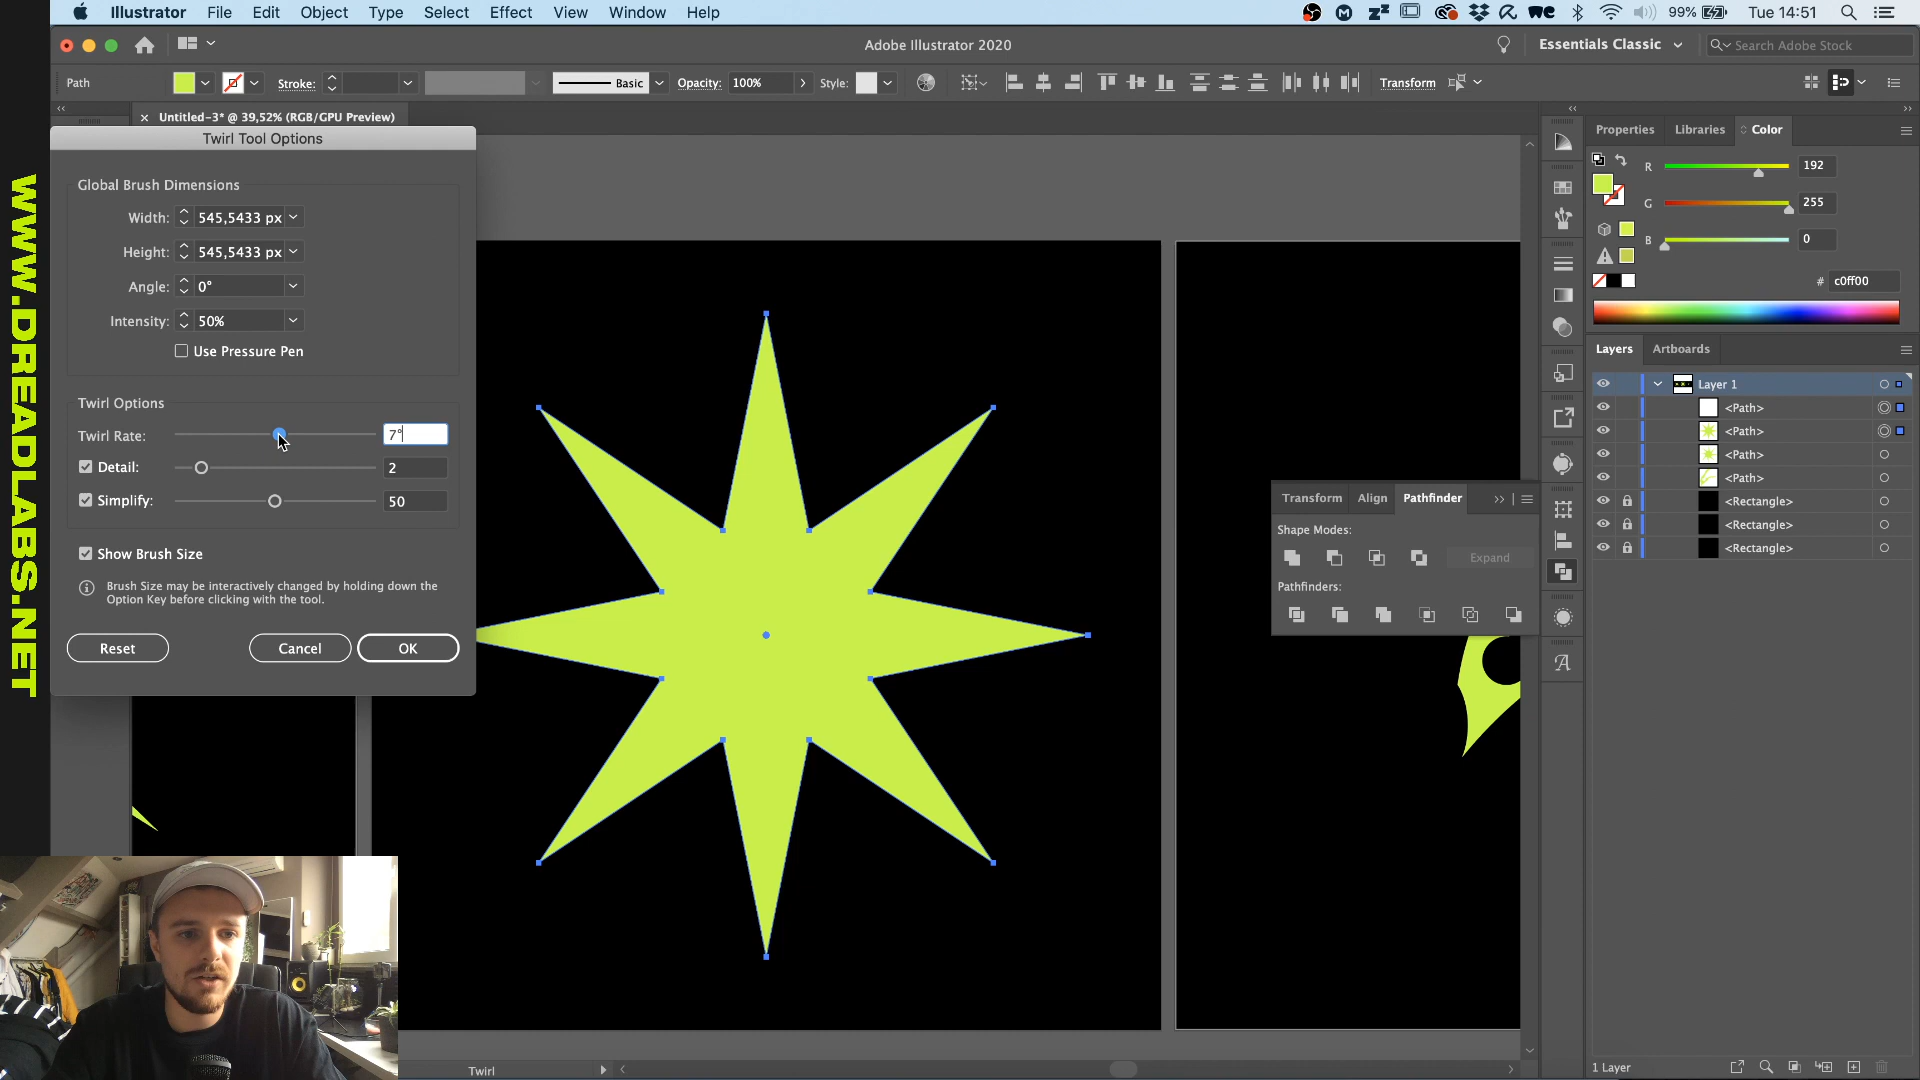 Illustrator File Edit Object Type Select Effect View Window Help
99% Tue 14:51
Adobe Illustrator 2020
Essentials Classic
Search Adobe Stock
Path
Stroke:
Basic
Opacity: 100%
Style:
Transform
Untitled-3* @ 39,52% (RGB/GPU Preview)
Twirl Tool Options
Global Brush Dimensions
Width: 545,5433 px
Height: 545,5433 px
Angle: 0°
Intensity: 50%
Use Pressure Pen
Twirl Options
Twirl Rate: 7°
Detail: 2
Simplify: 50
Show Brush Size
Brush Size may be interactively changed by holding down the
Option Key before clicking with the tool.
Reset Cancel OK
WWW.DREADLABS.NET
Transform Align Pathfinder
Shape Modes:
Expand
Pathfinders:
Properties Libraries Color
R 192
G 255
B 0
# c0ff00
Layers Artboards
Layer 1
<Path>
<Path>
<Path>
<Path>
<Rectangle>
<Rectangle>
<Rectangle>
1 Layer
Twirl